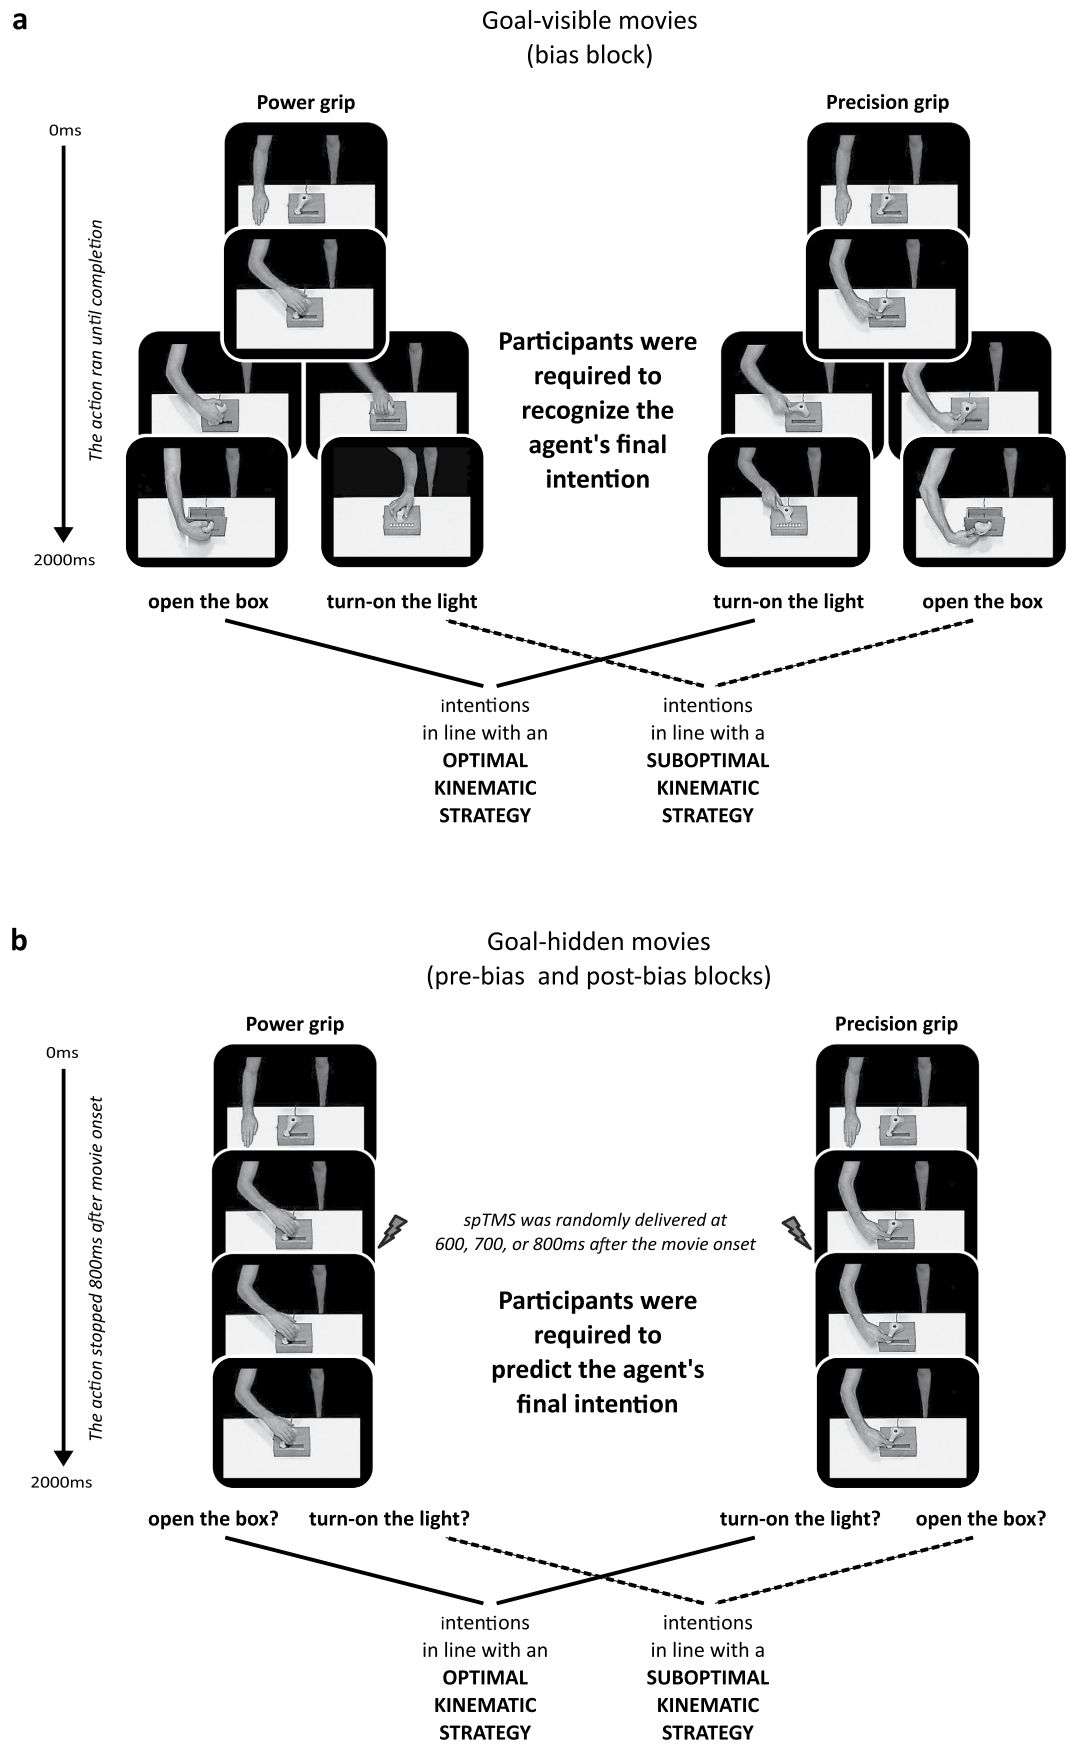 a
Goal-visible movies
(bias block)
Power grip
Precision grip
0ms
The action ran until completion
2000ms
Participants were
required to
recognize the
agent's final
intention
open the box
turn-on the light
turn-on the light
open the box
intentions
in line with an
OPTIMAL
KINEMATIC
STRATEGY
intentions
in line with a
SUBOPTIMAL
KINEMATIC
STRATEGY
b
Goal-hidden movies
(pre-bias and post-bias blocks)
Power grip
Precision grip
0ms
The action stopped 800ms after movie onset
2000ms
spTMS was randomly delivered at
600, 700, or 800ms after the movie onset
Participants were
required to
predict the agent's
final intention
open the box?
turn-on the light?
turn-on the light?
open the box?
intentions
in line with an
OPTIMAL
KINEMATIC
STRATEGY
intentions
in line with a
SUBOPTIMAL
KINEMATIC
STRATEGY